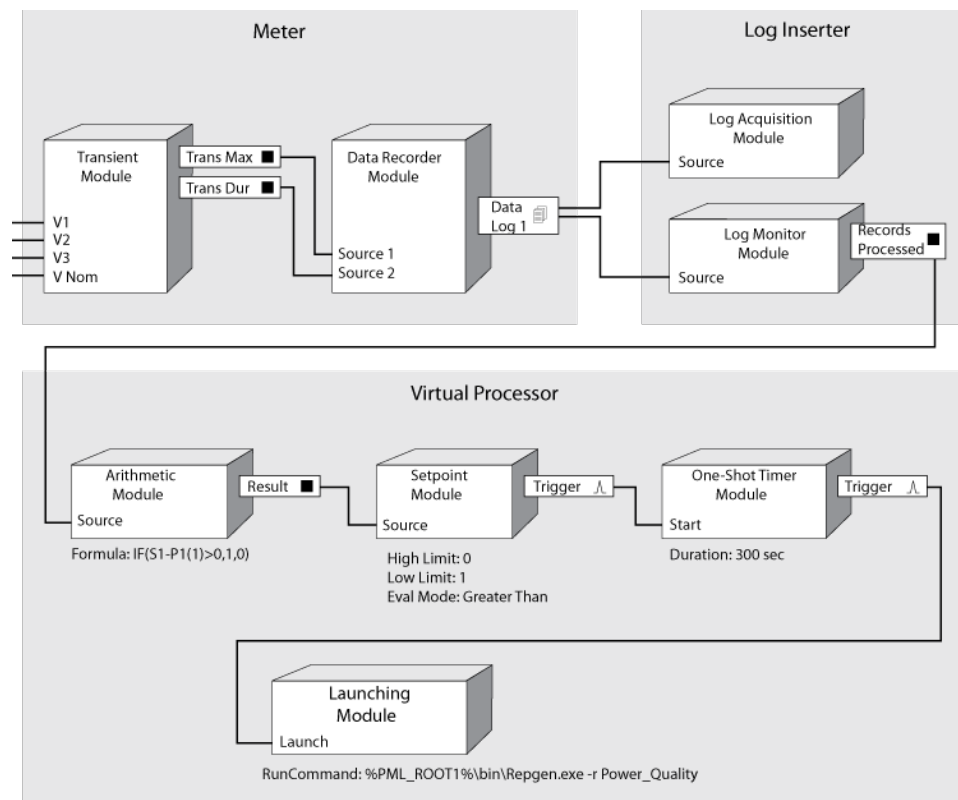 Meter
Log Inserter
Transient
Module
Trans Max
Trans Dur
V1
V2
V3
V Nom
Data Recorder
Module
Source 1
Source 2
Data
Log 1
Log Acquisition
Module
Source
Log Monitor
Module
Source
Records
Processed
Virtual Processor
Arithmetic
Module
Source
Result
Formula: IF(S1-P1(1)>0,1,0)
Setpoint
Module
Source
Trigger
High Limit: 0
Low Limit: 1
Eval Mode: Greater Than
One-Shot Timer
Module
Start
Trigger
Duration: 300 sec
Launching
Module
Launch
RunCommand: %PML_ROOT1%\bin\Repgen.exe -r Power_Quality